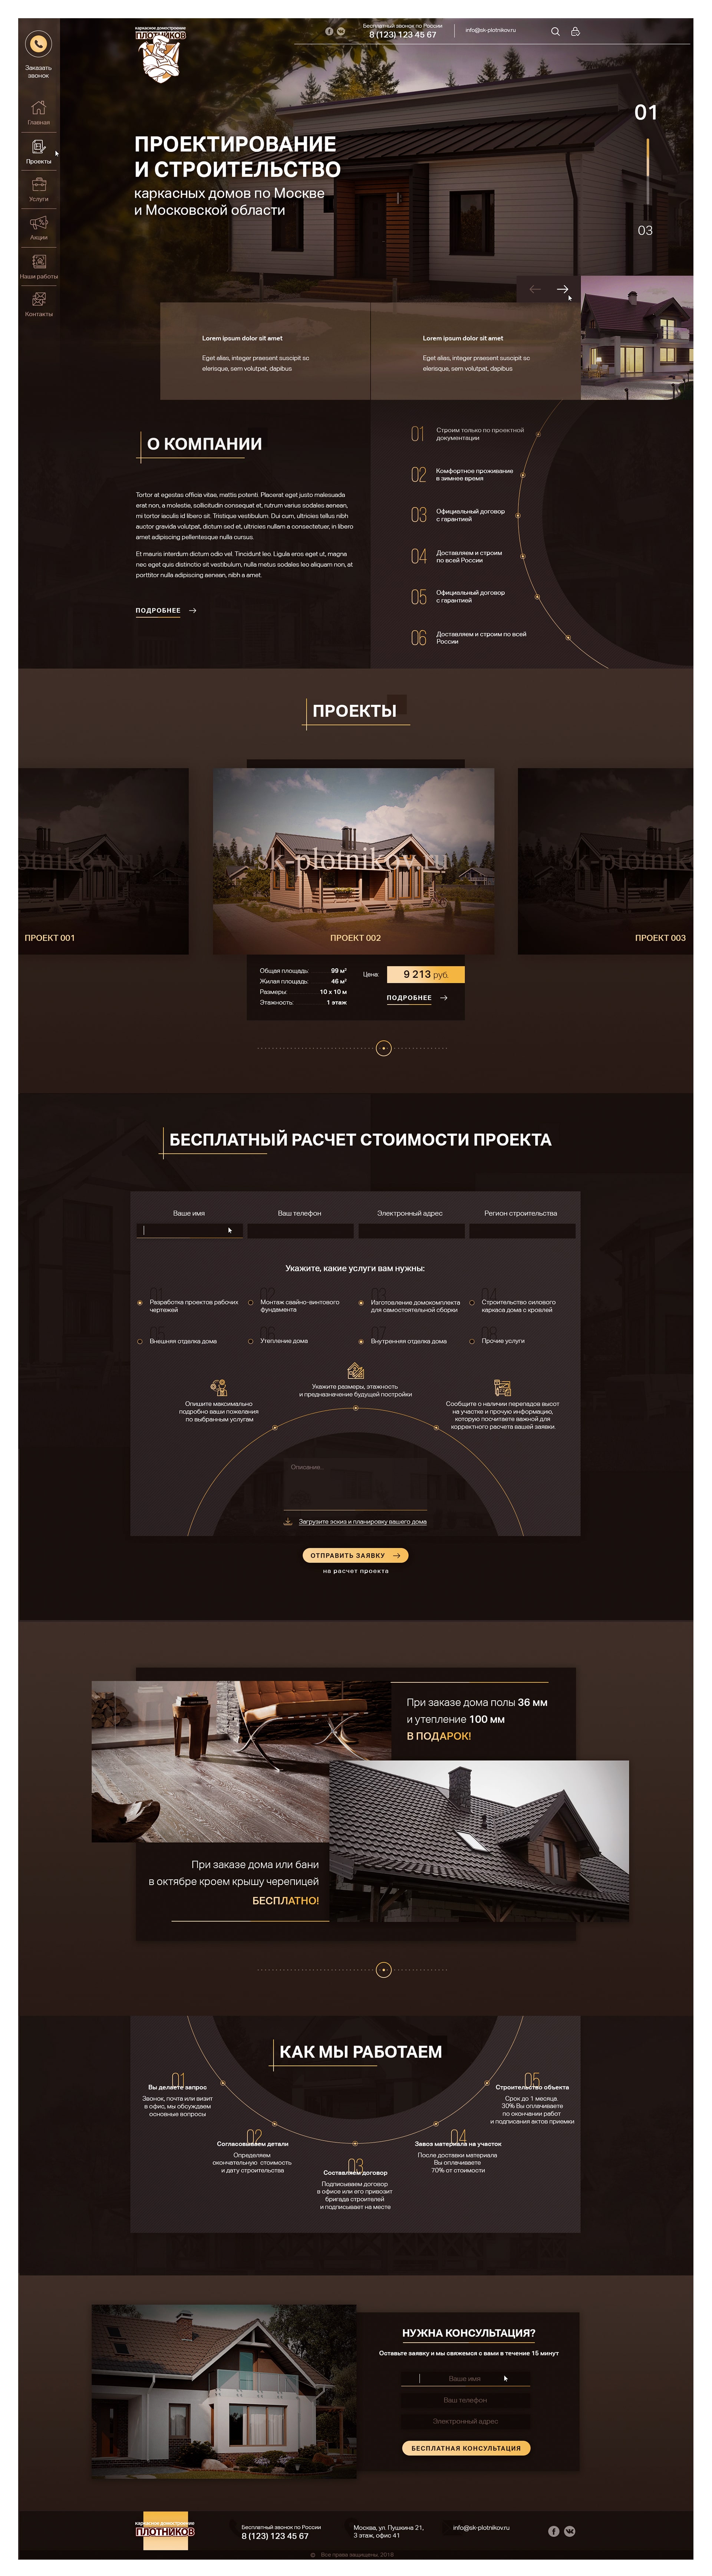 каркасное домостроение
ПЛОТНИКОВ
Бесплатный звонок по России
8 (123) 123 45 67
info@sk-plotnikov.ru
Заказать
звонок
Главная
Проекты
Услуги
Акции
Наши работы
Контакты
ПРОЕКТИРОВАНИЕ
И СТРОИТЕЛЬСТВО
каркасных домов по Москве
и Московской области
01
03
Lorem ipsum dolor sit amet
Eget alias, integer praesent suscipit sc
elerisque, sem volutpat, dapibus
Lorem ipsum dolor sit amet
Eget alias, integer praesent suscipit sc
elerisque, sem volutpat, dapibus
О КОМПАНИИ
Tortor at egestas officia vitae, mattis potenti. Placerat eget justo malesuada
erat non, a molestie, sollicitudin consequat et, rutrum varius sodales aenean,
mi tortor iaculis id libero sit. Tristique vestibulum. Dui cum, ultricies tellus nibh
auctor gravida volutpat, dictum sed et, ultricies nullam a consectetuer, in libero
amet adipiscing pellentesque nulla cursus.
Et mauris interdum dictum odio vel. Tincidunt leo. Ligula eros eget ut, magna
nec eget quis distinctio sit vestibulum, nulla metus sodales leo aliquam non, at
porttitor nulla adipiscing aenean, nibh a amet.
ПОДРОБНЕЕ
01
Строим только по проектной
документации
02
Комфортное проживание
в зимнее время
03
Официальный договор
с гарантией
04
Доставляем и строим
по всей России
05
Официальный договор
с гарантией
06
Доставляем и строим по всей
России
ПРОЕКТЫ
otnikov.ru
sk-plotnikov.ru
sk-plotnik
ПРОЕКТ 001
ПРОЕКТ 002
ПРОЕКТ 003
Общая площадь: 99 м²
Жилая площадь: 46 м²
Размеры: 10 x 10 м
Этажность: 1 этаж
Цена: 9 213 руб.
ПОДРОБНЕЕ
БЕСПЛАТНЫЙ РАСЧЕТ СТОИМОСТИ ПРОЕКТА
Ваше имя
Ваш телефон
Электронный адрес
Регион строительства
Укажите, какие услуги вам нужны:
01
Разработка проектов рабочих
чертежей
02
Монтаж свайно-винтового
фундамента
03
Изготовление домокомплекта
для самостоятельной сборки
04
Строительство силового
каркаса дома с кровлей
05
Внешняя отделка дома
06
Утепление дома
07
Внутренняя отделка дома
08
Прочие услуги
Опишите максимально
подробно ваши пожелания
по выбранным услугам
Укажите размеры, этажность
и предназначение будущей постройки
Сообщите о наличии перепадов высот
на участке и прочую информацию,
которую посчитаете важной для
корректного расчета вашей заявки.
Описание...
Загрузите эскиз и планировку вашего дома
ОТПРАВИТЬ ЗАЯВКУ
на расчет проекта
При заказе дома полы 36 мм
и утепление 100 мм
В ПОДАРОК!
При заказе дома или бани
в октябре кроем крышу черепицей
БЕСПЛАТНО!
КАК МЫ РАБОТАЕМ
01
Вы делаете запрос
Звонок, почта или визит
в офис, мы обсуждаем
основные вопросы
02
Согласовываем детали
Определяем
окончательную стоимость
и дату строительства
03
Составляем договор
Подписываем договор
в офисе или его привозит
бригада строителей
и подписывает на месте
04
Завоз материала на участок
После доставки материала
Вы оплачиваете
70% от стоимости
05
Строительство объекта
Срок до 1 месяца.
30% Вы оплачиваете
по окончании работ
и подписания актов приемки
НУЖНА КОНСУЛЬТАЦИЯ?
Оставьте заявку и мы свяжемся с вами в течение 15 минут
Ваше имя
Ваш телефон
Электронный адрес
БЕСПЛАТНАЯ КОНСУЛЬТАЦИЯ
каркасное домостроение
ПЛОТНИКОВ
Бесплатный звонок по России
8 (123) 123 45 67
Москва, ул. Пушкина 21,
3 этаж, офис 41
info@sk-plotnikov.ru
© Все права защищены 2018